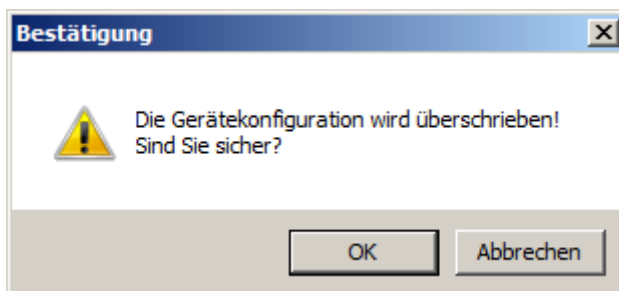 Bestätigung
Die Gerätekonfiguration wird überschrieben!
Sind Sie sicher?
OK
Abbrechen